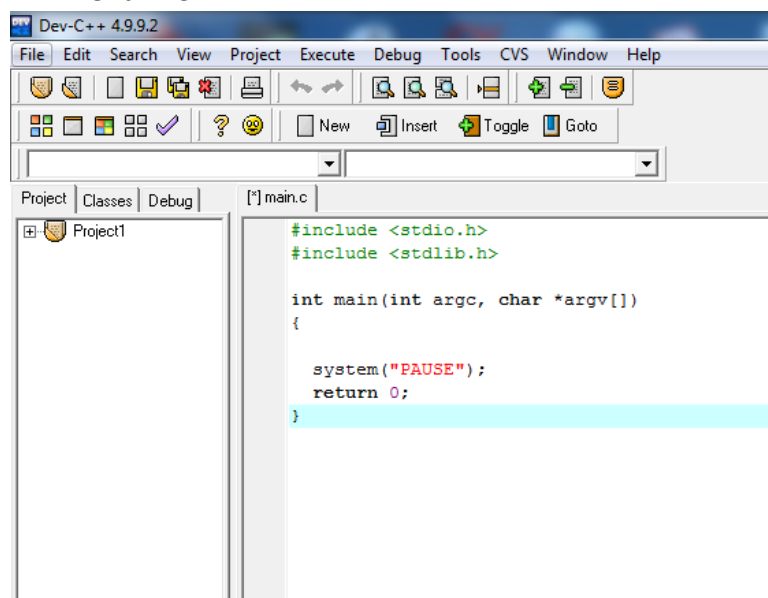 Dev-C++ 4.9.9.2
File Edit Search View Project Execute Debug Tools CVS Window Help
New Insert Toggle Goto
Project Classes Debug
[*] main.c
Project1
#include <stdio.h>
#include <stdlib.h>
int main(int argc, char *argv[])
{
system("PAUSE");
return 0;
}